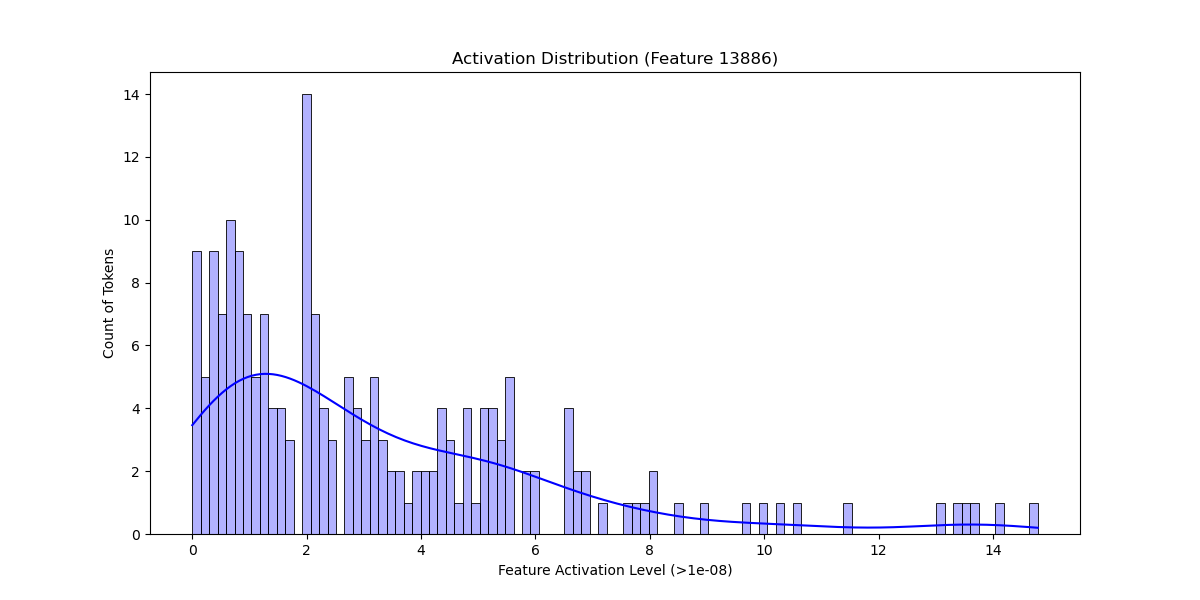 Activation Distribution (Feature 13886)
14
12
10
8
6
4
2
0
Count of Tokens
0 2 4 6 8 10 12 14
Feature Activation Level (>1e-08)